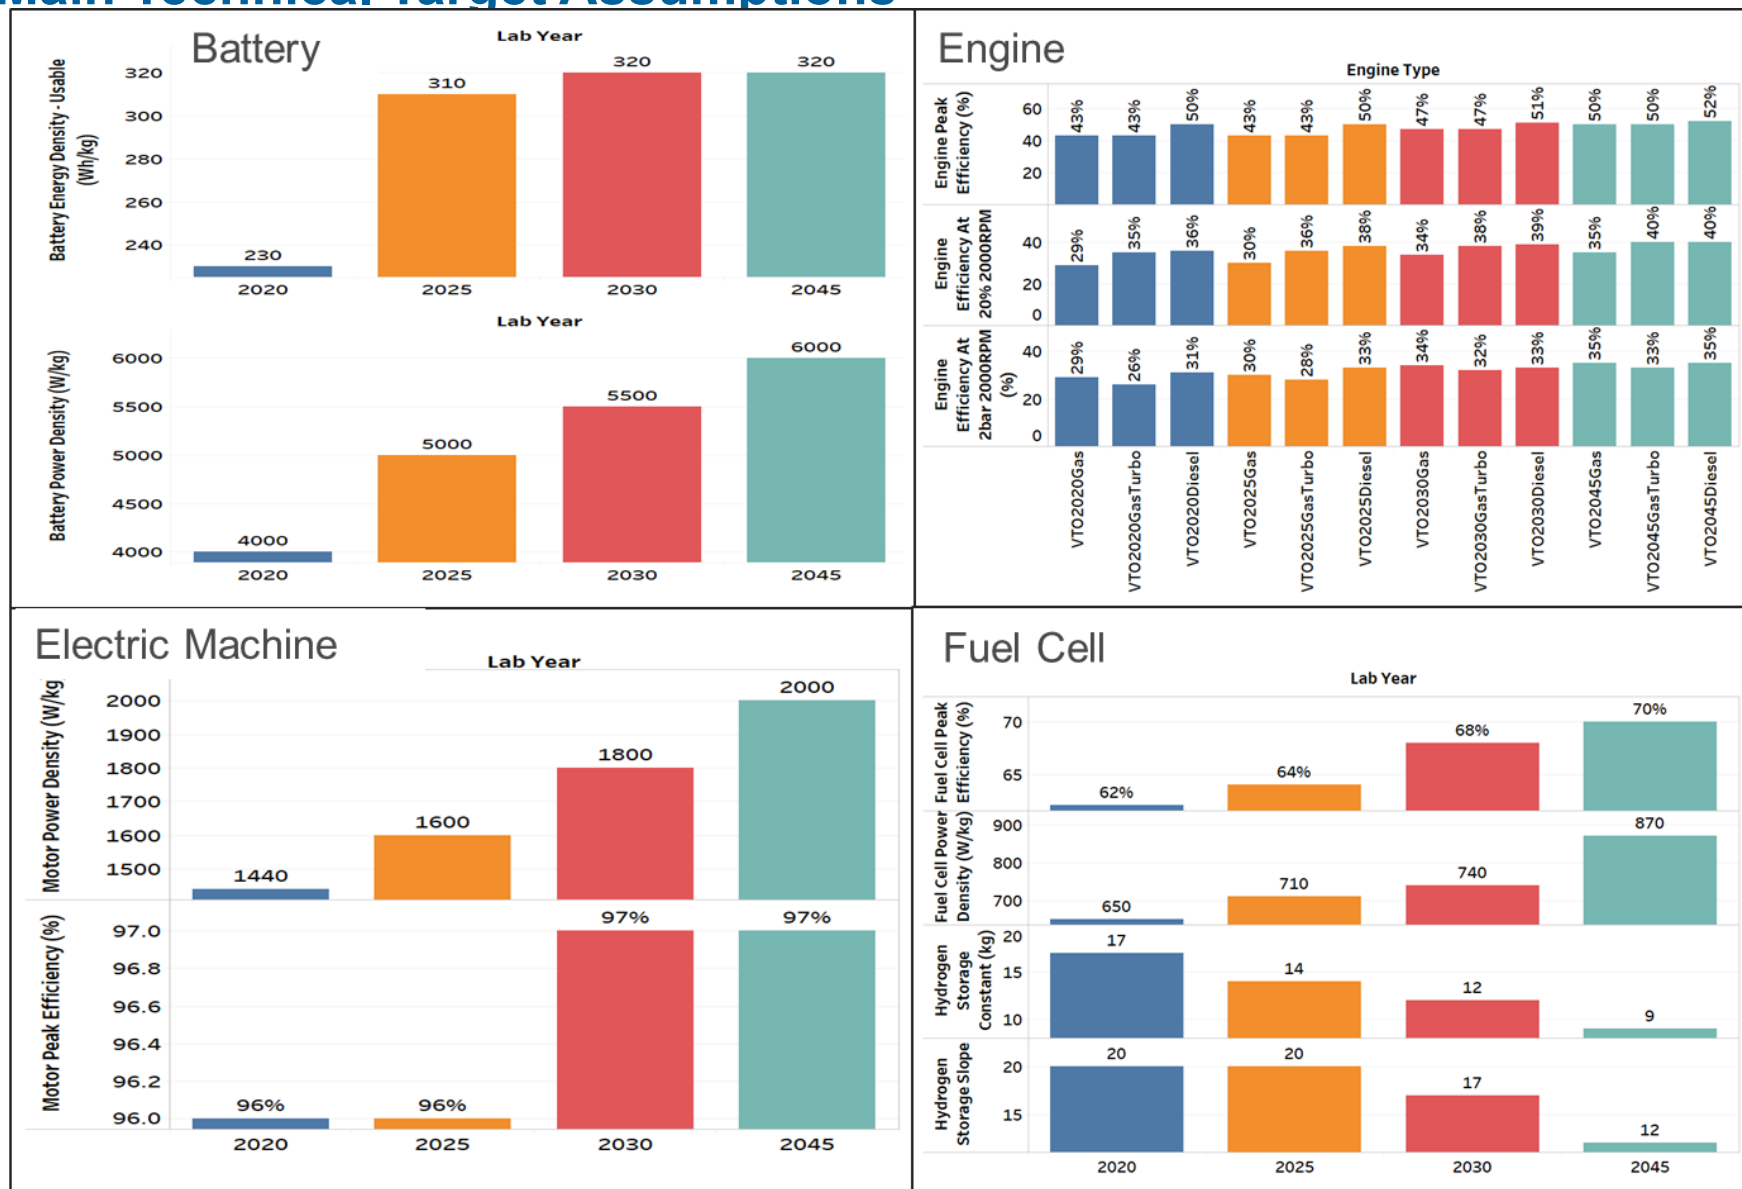 Main Technical Target Assumptions
Battery
Lab Year
Battery Energy Density - Usable
(Wh/kg)
320
300
280
260
240
230
310
320
320
2020
2025
2030
2045
Lab Year
Battery Power Density (W/kg)
6000
5500
5000
4500
4000
4000
5000
5500
6000
2020
2025
2030
2045
Engine
Engine Type
Engine Peak
Efficiency (%)
60
40
20
43%
43%
50%
43%
43%
50%
47%
47%
51%
50%
50%
52%
Engine
Efficiency At
20% 2000RPM
40
20
0
29%
35%
36%
30%
36%
38%
34%
38%
39%
35%
40%
40%
Engine
Efficiency At
2bar 2000RPM
(%)
40
20
0
29%
26%
31%
30%
28%
33%
34%
32%
33%
35%
33%
35%
VTO2020Gas
VTO2020GasTurbo
VTO2020Diesel
VTO2025Gas
VTO2025GasTurbo
VTO2025Diesel
VTO2030Gas
VTO2030GasTurbo
VTO2030Diesel
VTO2045Gas
VTO2045GasTurbo
VTO2045Diesel
Electric Machine
Lab Year
Motor Power Density (W/kg
2000
1900
1800
1700
1600
1500
1440
1600
1800
2000
Motor Peak Efficiency (%)
97.0
96.8
96.6
96.4
96.2
96.0
96%
96%
97%
97%
2020
2025
2030
2045
Fuel Cell
Lab Year
Fuel Cell Peak
Efficiency (%)
70
65
62%
64%
68%
70%
Fuel Cell Power
Density (W/kg)
900
800
700
650
710
740
870
Hydrogen
Storage
Constant (kg)
20
15
10
17
14
12
9
Hydrogen
Storage Slope
20
15
20
20
17
12
2020
2025
2030
2045